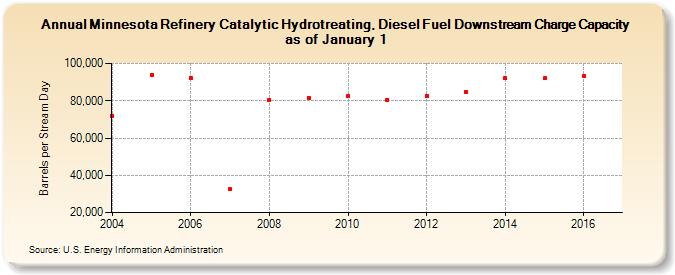 Annual Minnesota Refinery Catalytic Hydrotreating, Diesel Fuel Downstream Charge Capacity
as of January 1
Barrels per Stream Day
100,000
80,000
60,000
40,000
20,000
2004 2006 2008 2010 2012 2014 2016
Source: U.S. Energy Information Administration